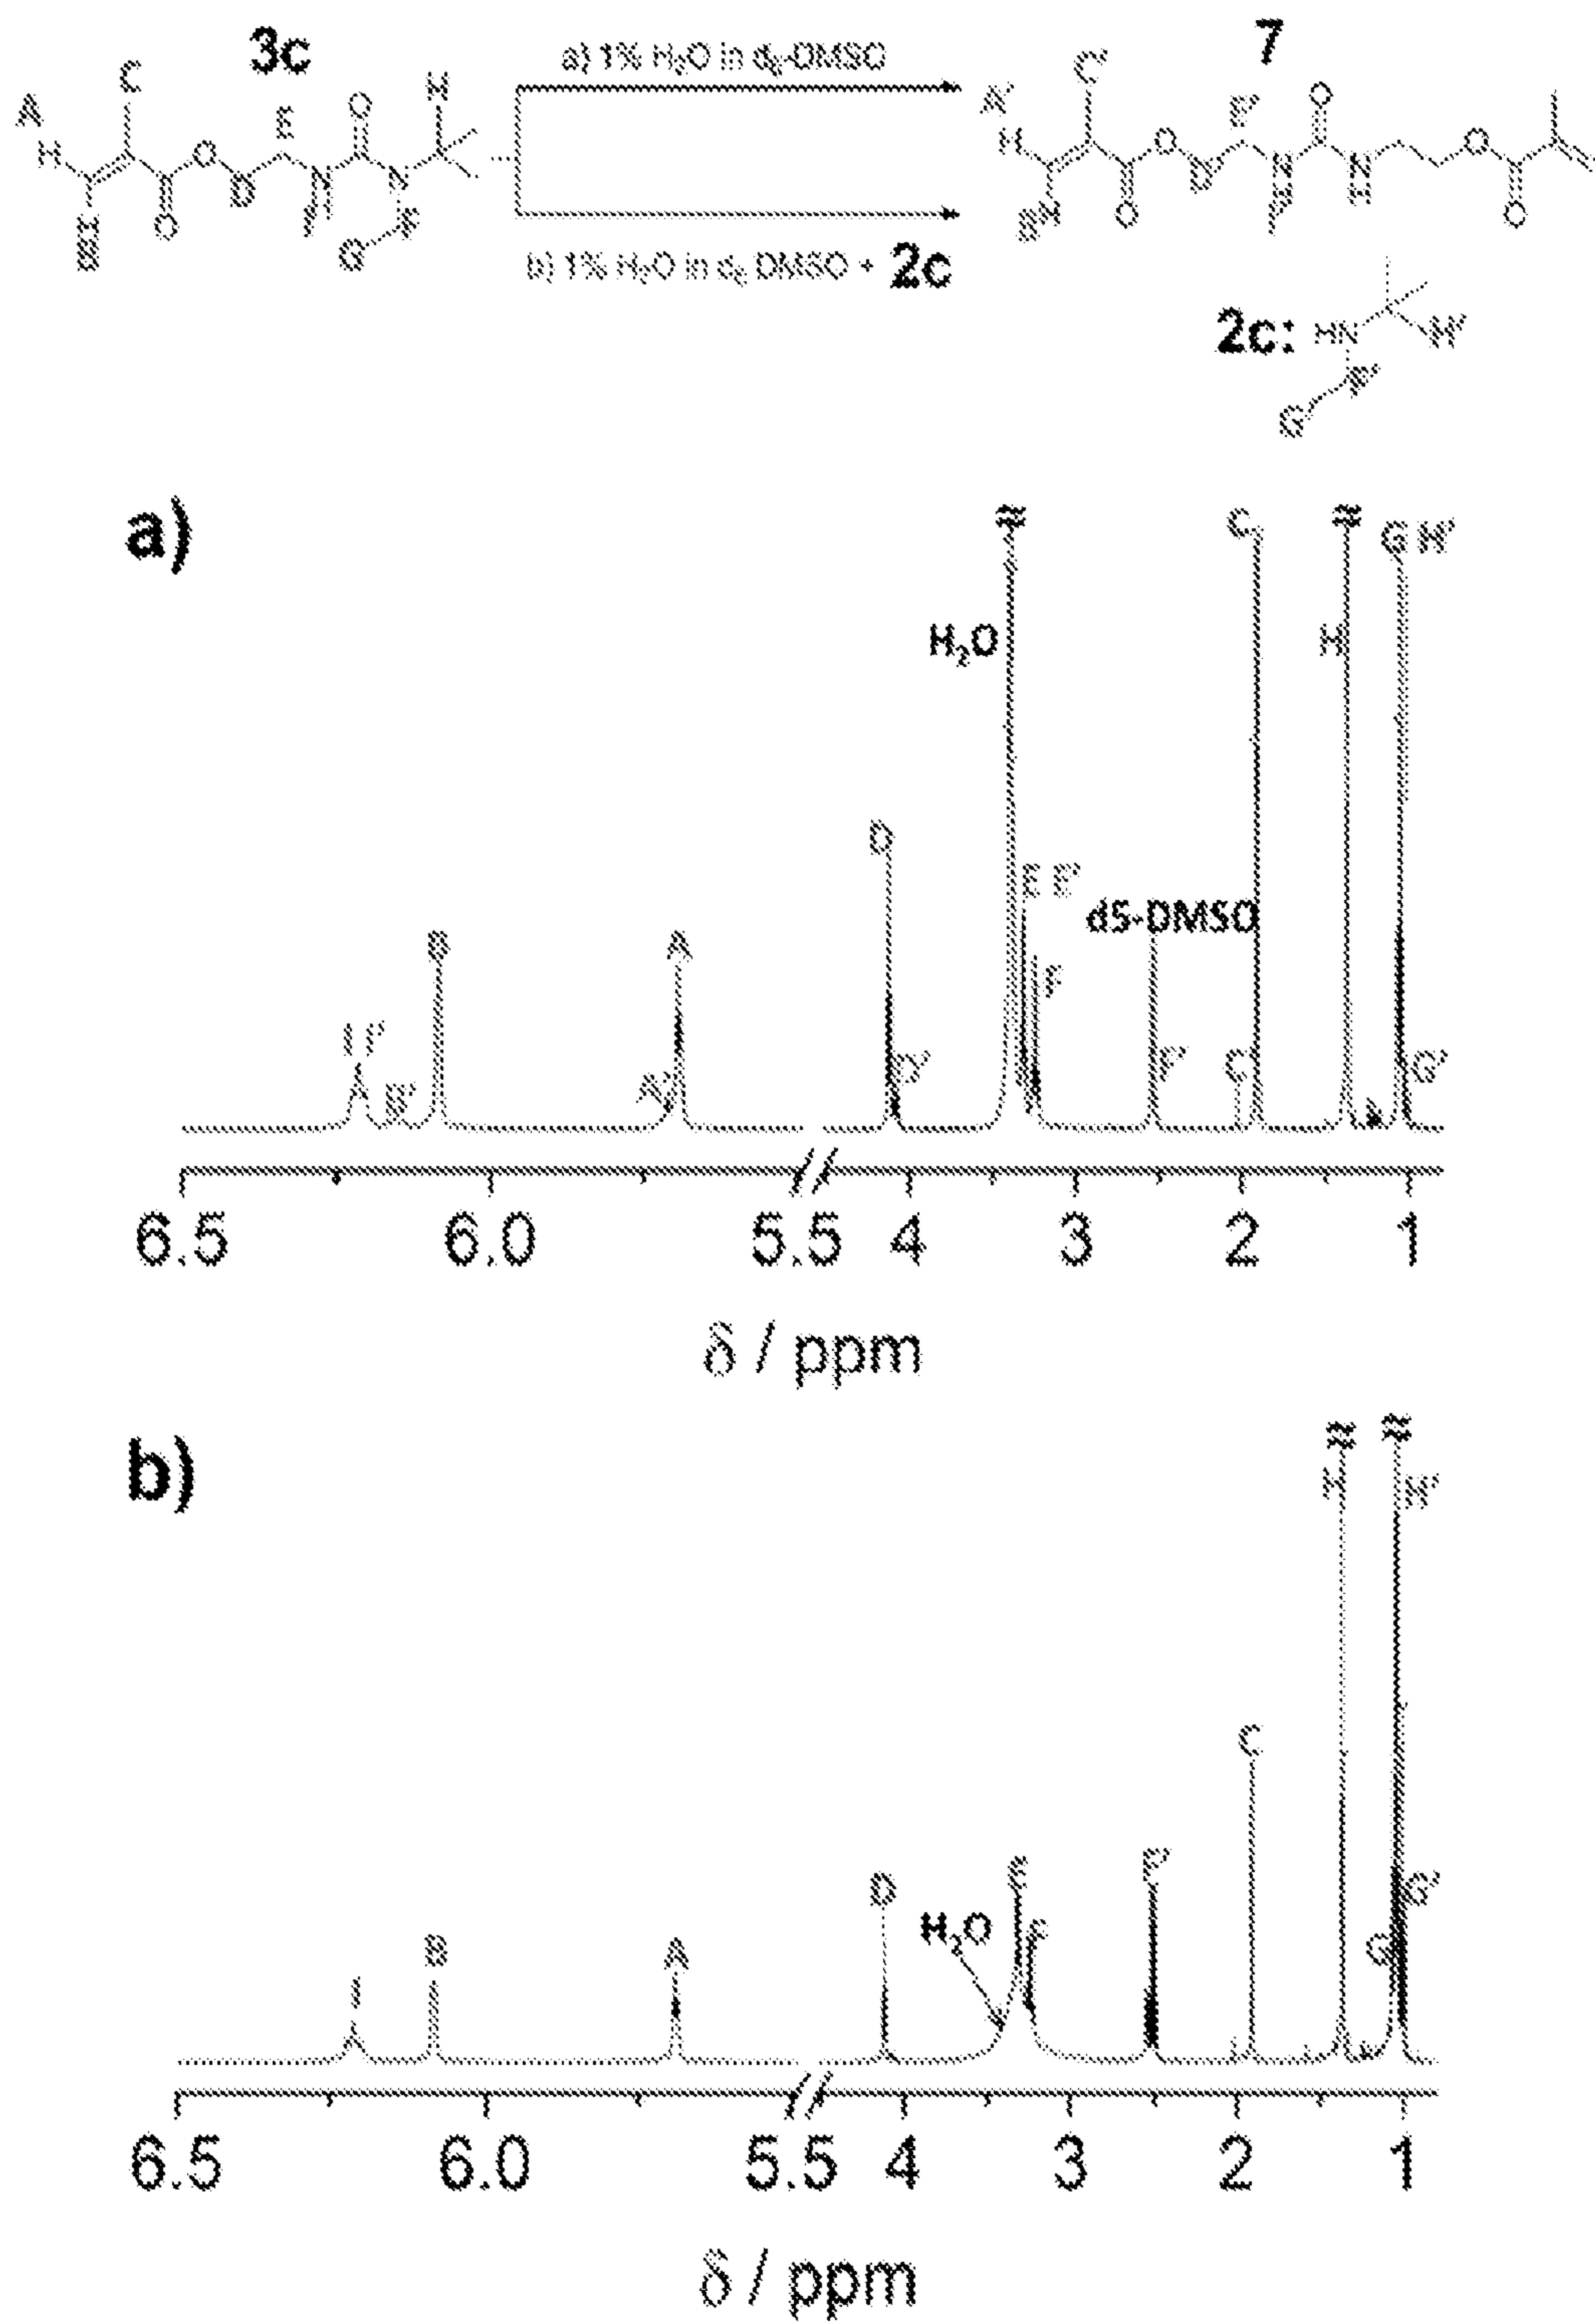 3c
7
a) 1% H₂O in d₆-DMSO
b) 1% H₂O in d₆ DMSO + 2c
A
C
H
E
O
H
O
D
N
H
I
N
F
G
O
H
B
A'
C'
H
O
E'
D
N
H
I'
O
N
H
O
O
B'
H
O
2c:
HN
H'
F'
G'
a)
C
G H'
H₂O
H
D
E E'
d5-DMSO
B
A
F
I I'
B'
A'
D'
F'
C'
G'
6.5
6.0
5.5
4
3
2
1
δ / ppm
b)
H
H'
C
D
E
F'
G'
H₂O
F
B
A
G
I
6.5
6.0
5.5
4
3
2
1
δ / ppm